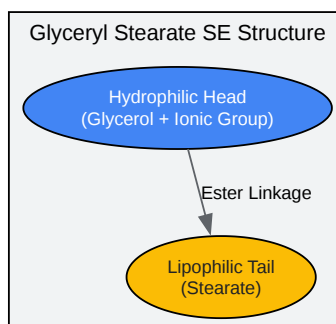 Glyceryl Stearate SE Structure
Hydrophilic Head
(Glycerol + Ionic Group)
Ester Linkage
Lipophilic Tail
(Stearate)